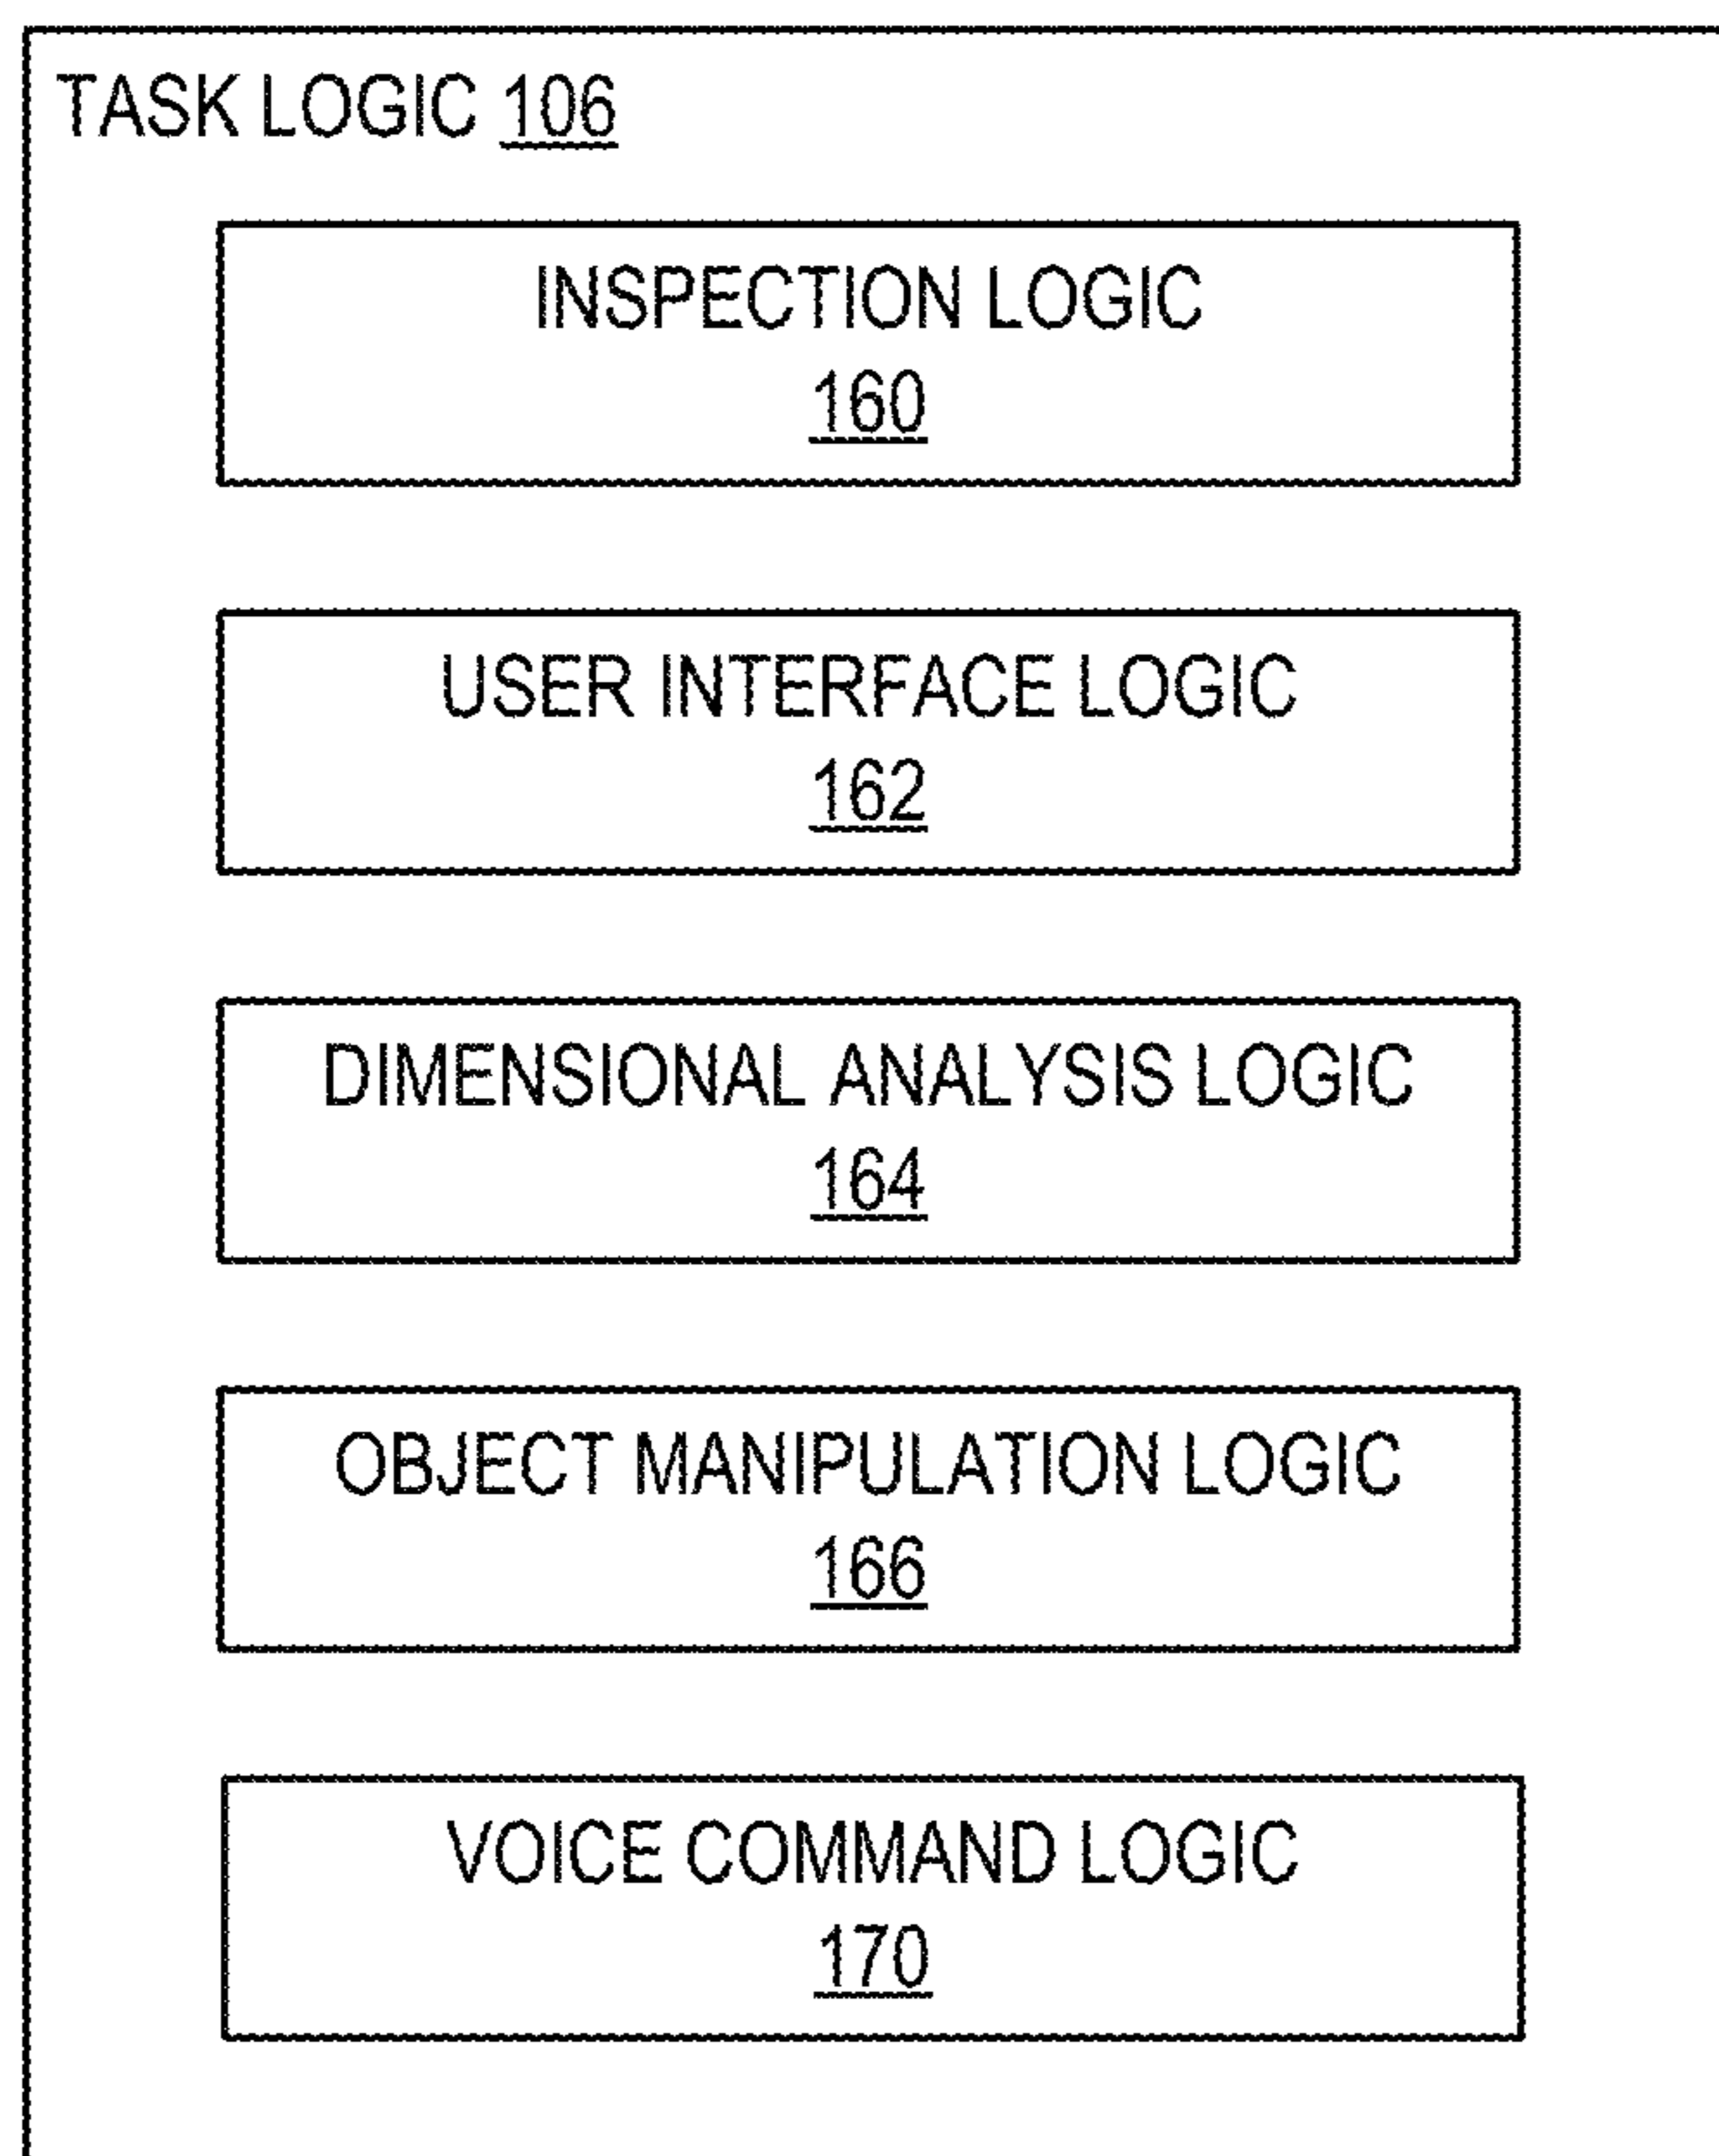 TASK LOGIC 106
INSPECTION LOGIC
160
USER INTERFACE LOGIC
162
DIMENSIONAL ANALYSIS LOGIC
164
OBJECT MANIPULATION LOGIC
166
VOICE COMMAND LOGIC
170